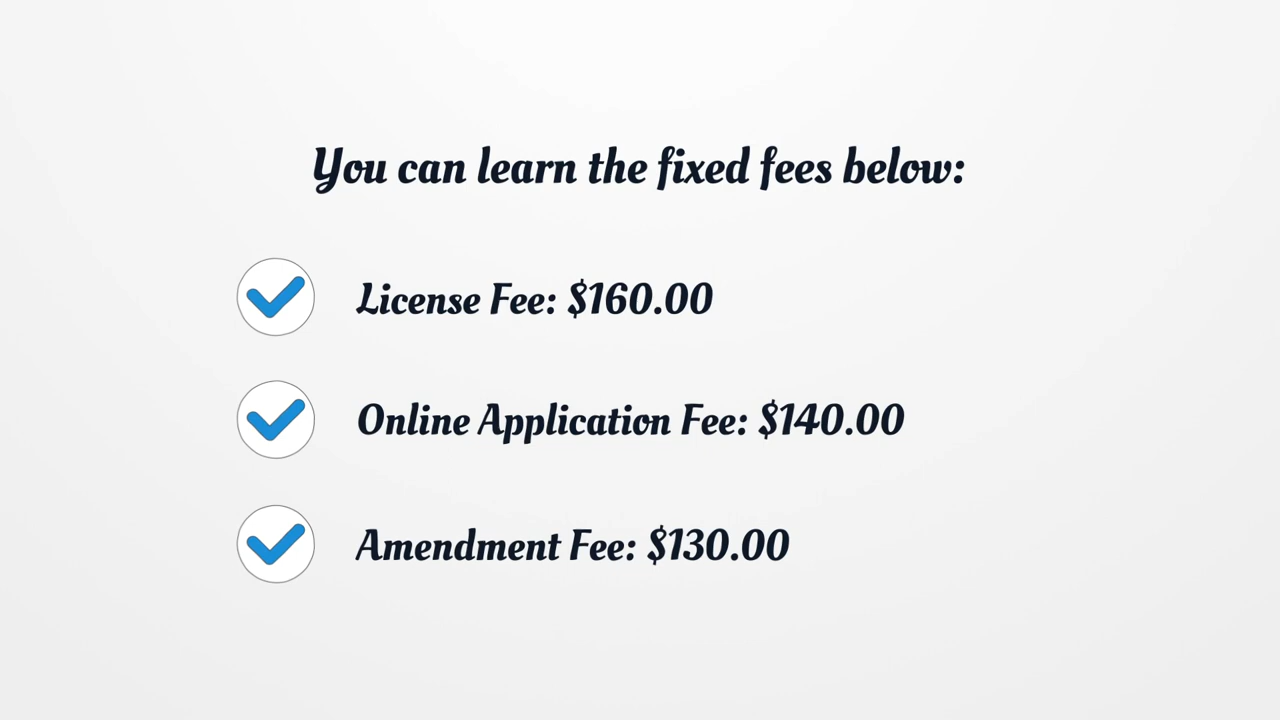 You can learn the fixed fees below:
License Fee: $160.00
Online Application Fee: $140.00
Amendment Fee: $130.00